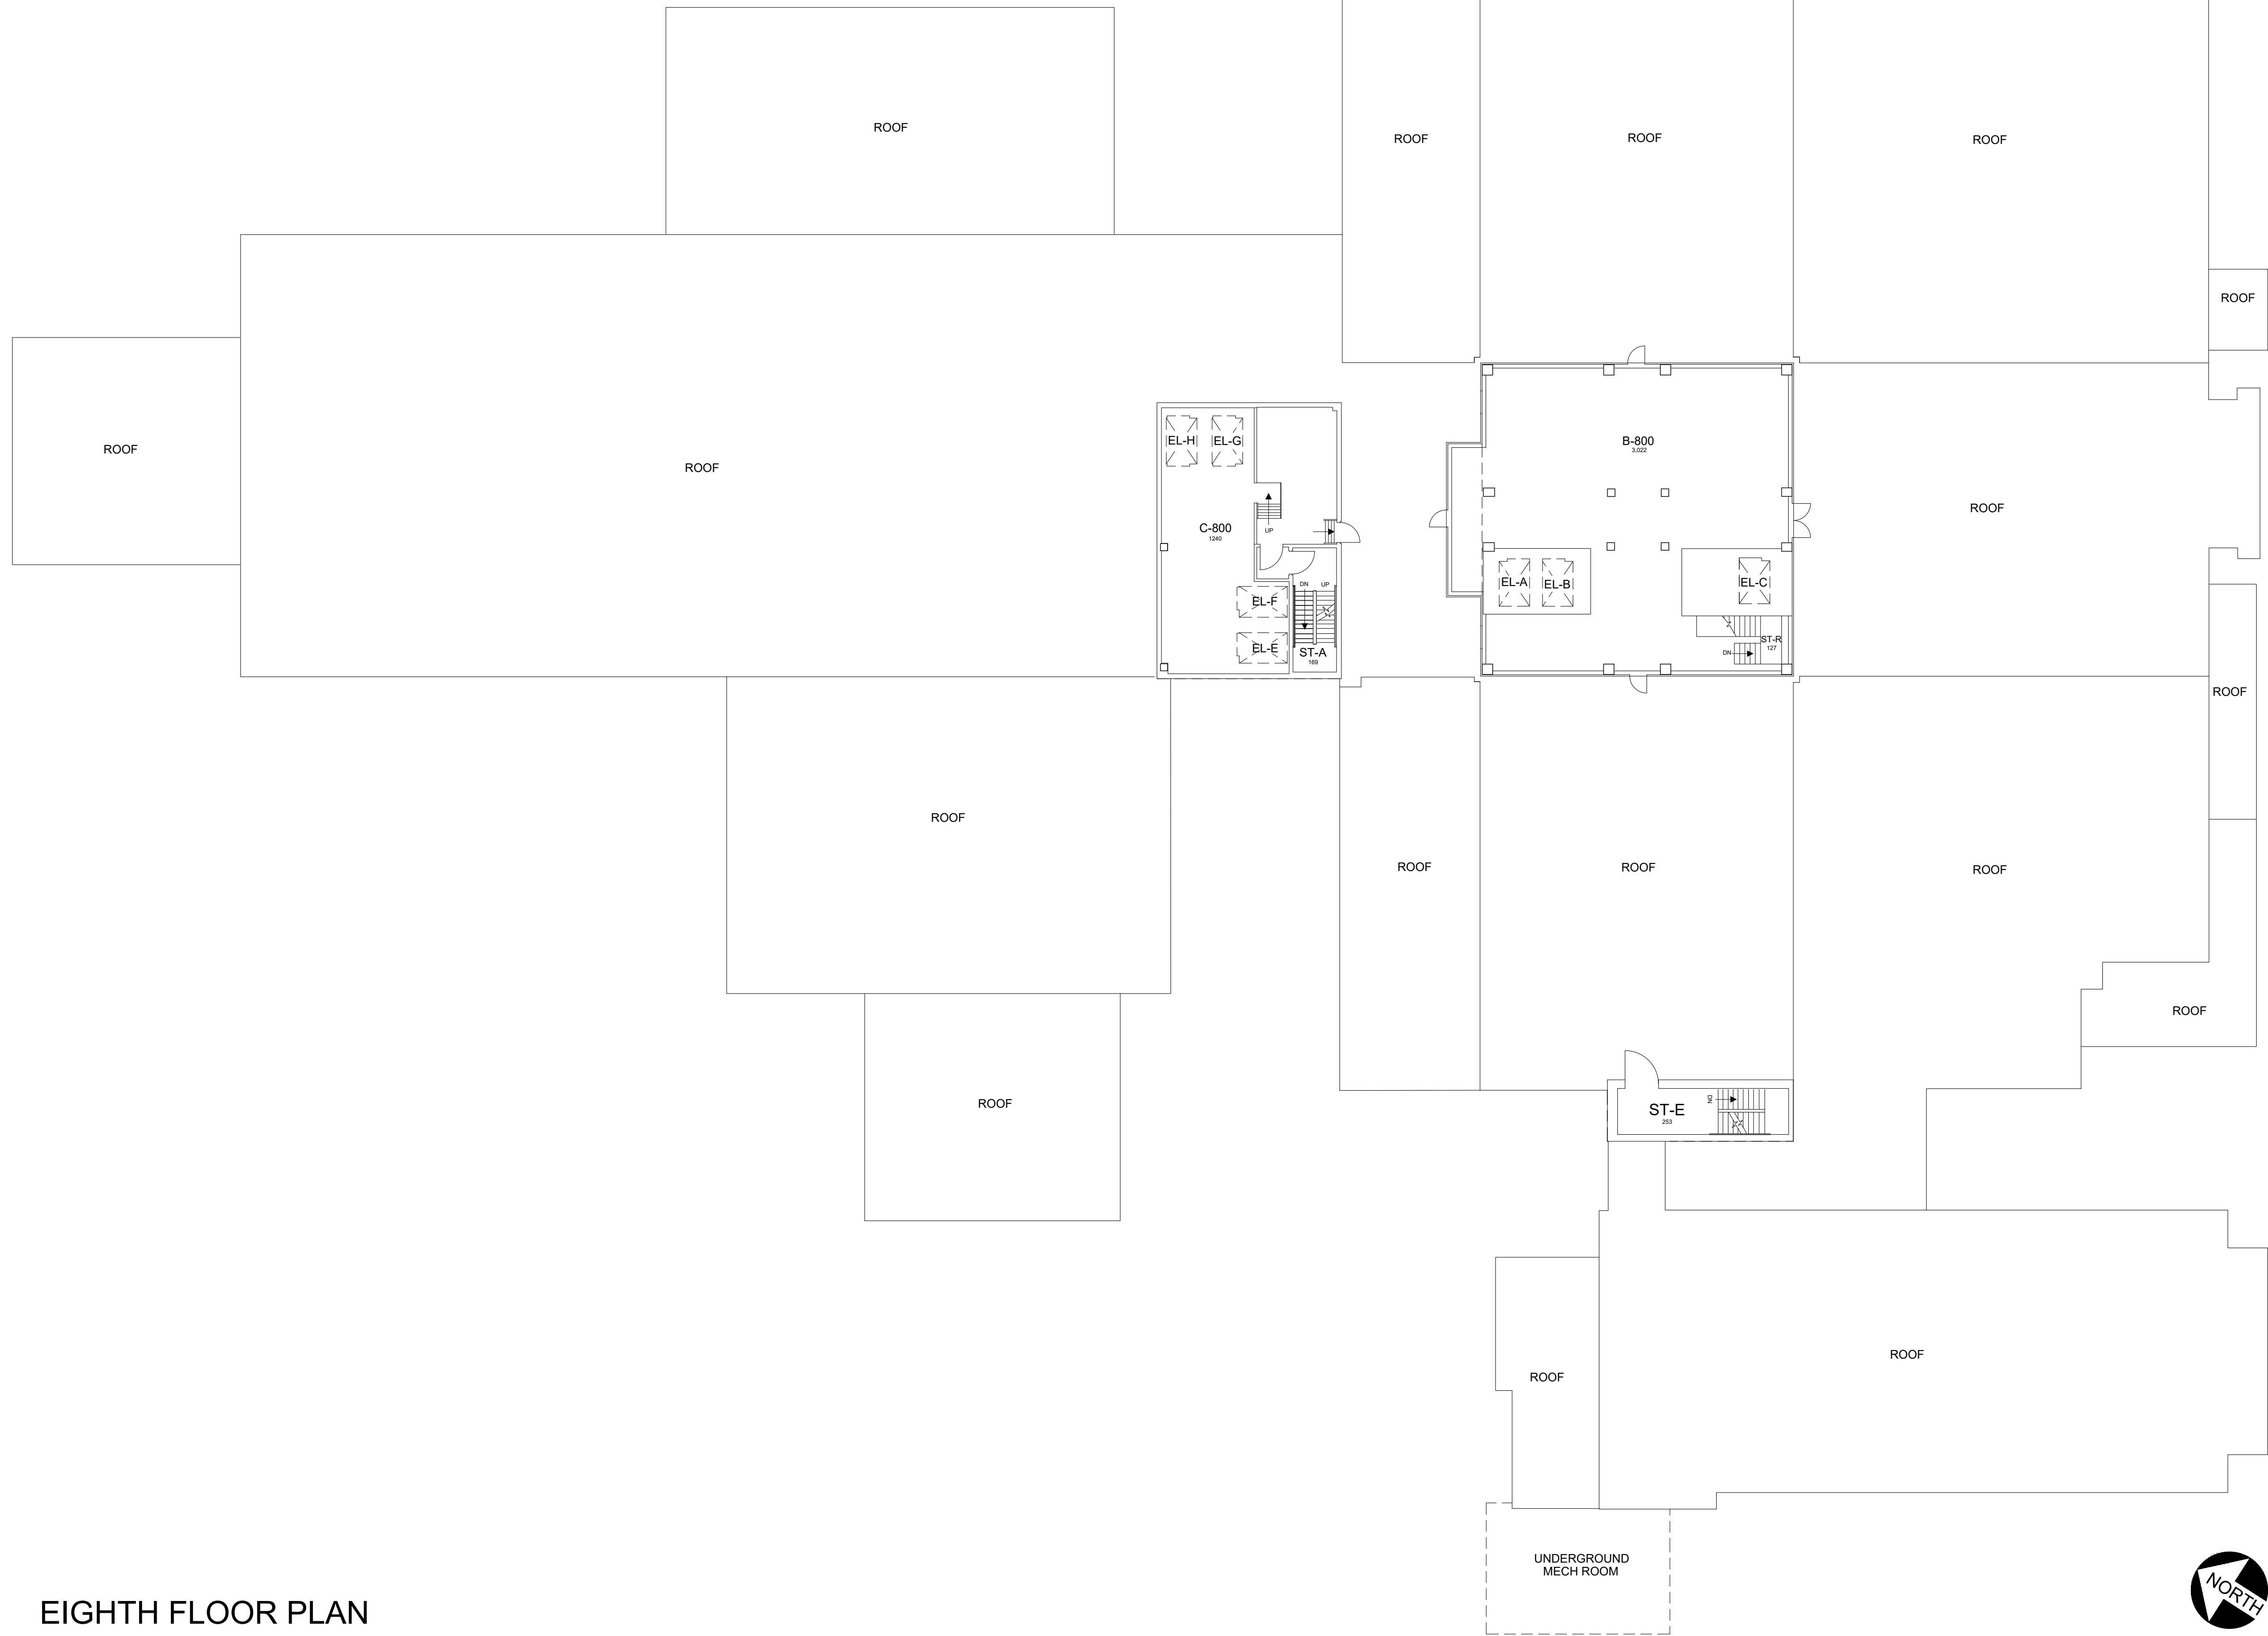 ROOF
ROOF
ROOF
ROOF
ROOF
ROOF
ROOF
ROOF
EL-H
EL-G
C-800
1240
UP
EL-F
EL-E
DN
UP
ST-A
169
B-800
3,022
EL-A
EL-B
EL-C
ST-R
127
DN
ROOF
ROOF
ROOF
ROOF
ROOF
ROOF
ROOF
ROOF
ST-E
253
DN
ROOF
ROOF
UNDERGROUND
MECH ROOM
EIGHTH FLOOR PLAN
NORTH